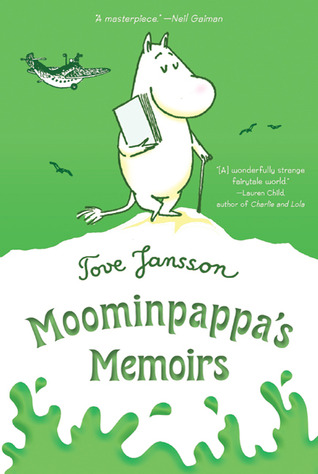 "A masterpiece." —Neil Gaiman
"[A] wonderfully strange
fairytale world."
—Lauren Child,
author of Charlie and Lola
Tove Jansson
Moominpappa's
Memoirs